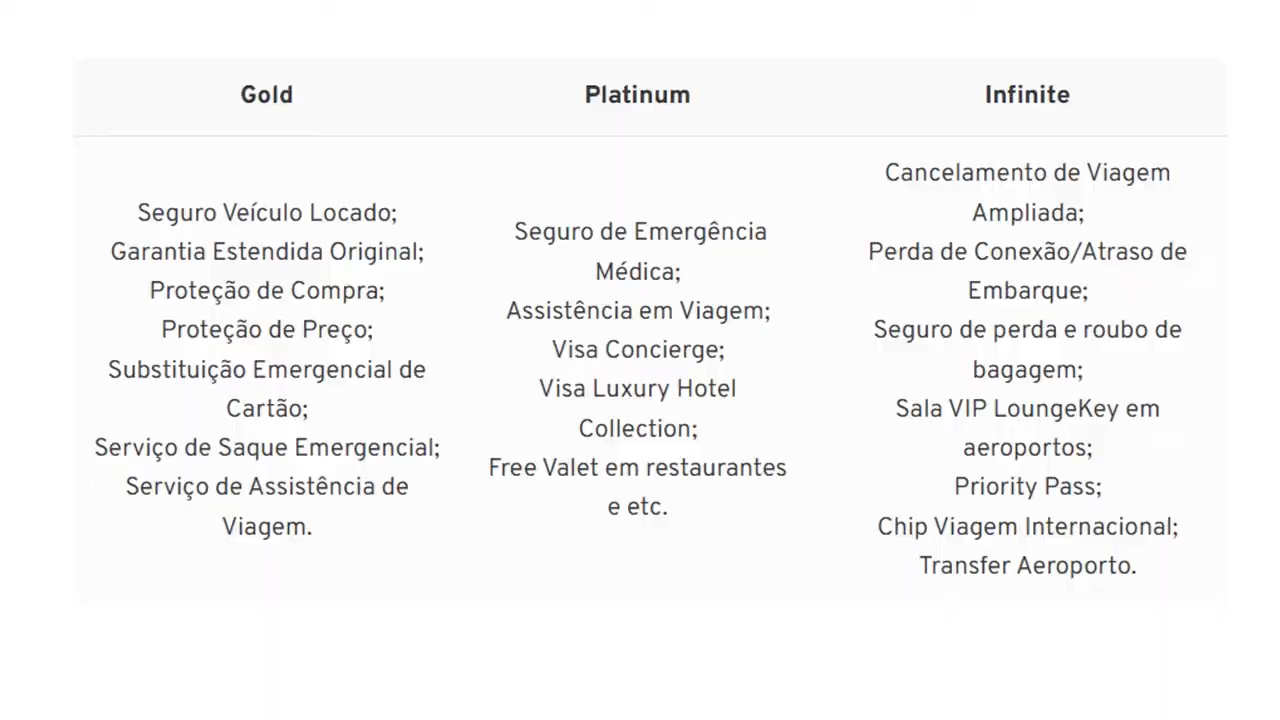 Gold
Seguro Veículo Locado;
Garantia Estendida Original;
Proteção de Compra;
Proteção de Preço;
Substituição Emergencial de
Cartão;
Serviço de Saque Emergencial;
Serviço de Assistência de
Viagem.
Platinum
Seguro de Emergência
Médica;
Assistência em Viagem;
Visa Concierge;
Visa Luxury Hotel
Collection;
Free Valet em restaurantes
e etc.
Infinite
Cancelamento de Viagem
Ampliada;
Perda de Conexão/Atraso de
Embarque;
Seguro de perda e roubo de
bagagem;
Sala VIP LoungeKey em
aeroportos;
Priority Pass;
Chip Viagem Internacional;
Transfer Aeroporto.